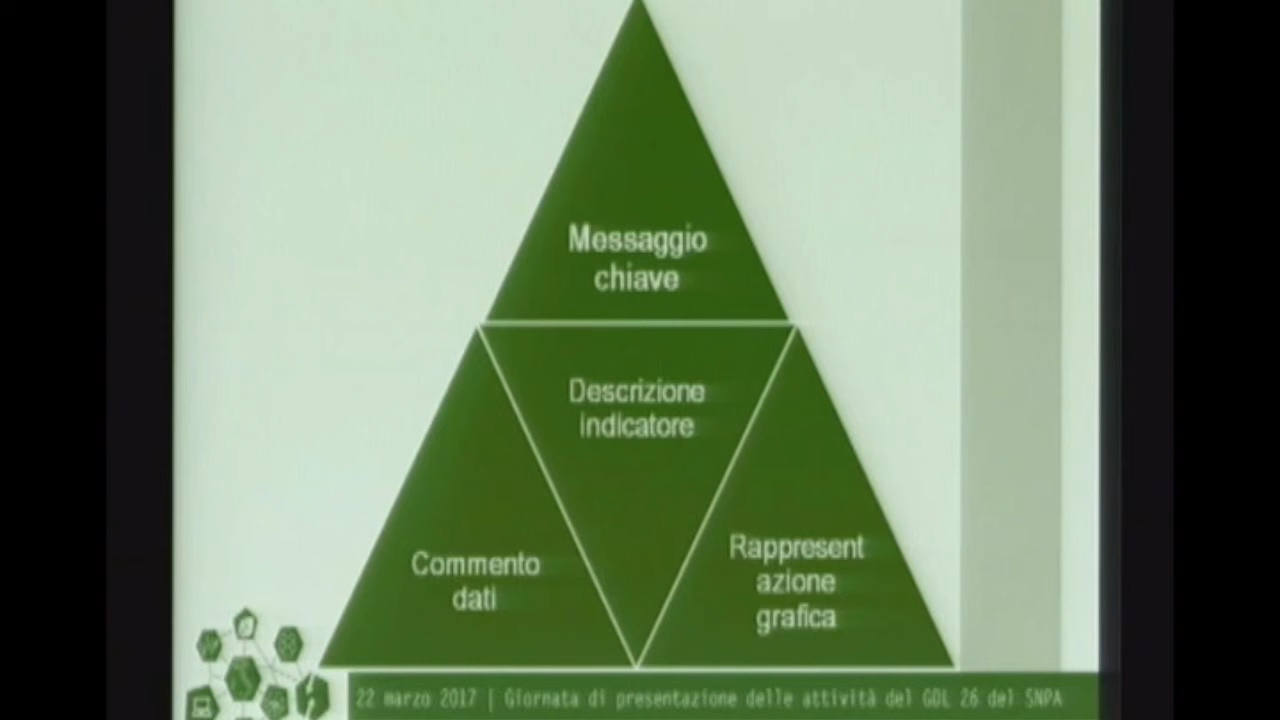 Messaggio
chiave
Descrizione
indicatore
Commento
dati
Rappresent
azione
grafica
22 marzo 2017 | Giornata di presentazione delle attività del GDL 26 del SNPA